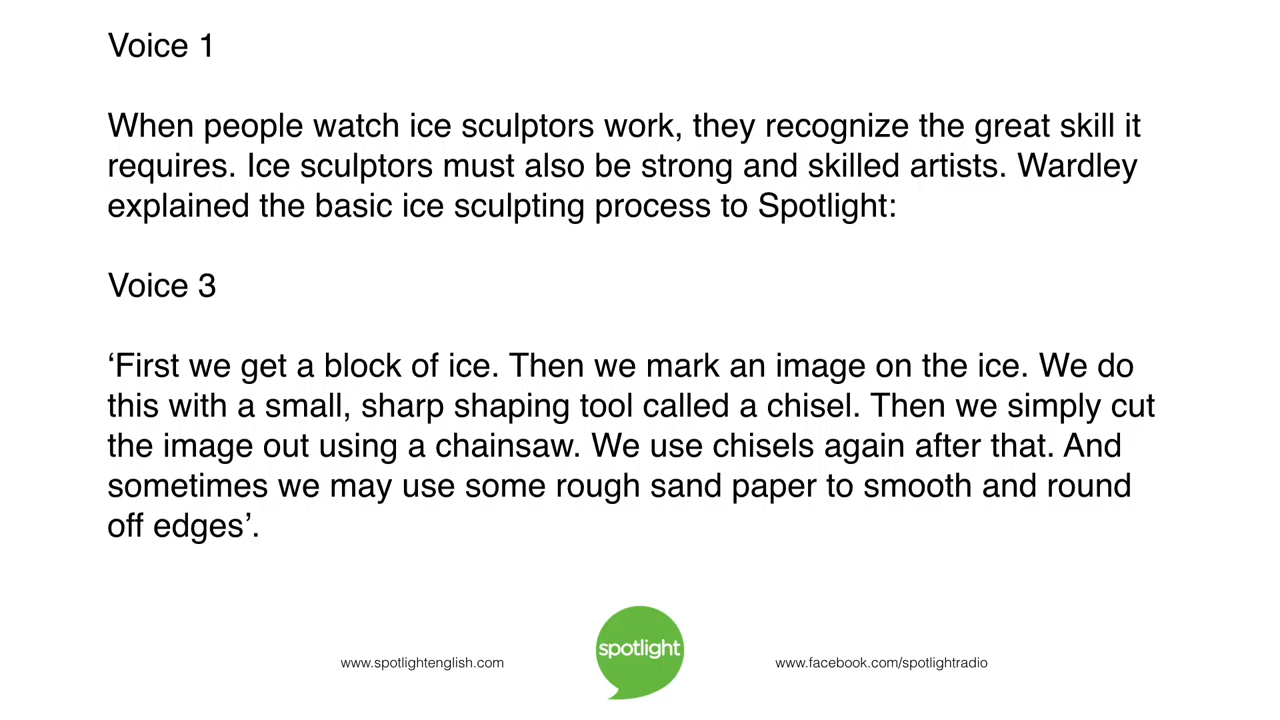 Voice 1
When people watch ice sculptors work, they recognize the great skill it
requires. Ice sculptors must also be strong and skilled artists. Wardley
explained the basic ice sculpting process to Spotlight:
Voice 3
‘First we get a block of ice. Then we mark an image on the ice. We do
this with a small, sharp shaping tool called a chisel. Then we simply cut
the image out using a chainsaw. We use chisels again after that. And
sometimes we may use some rough sand paper to smooth and round
off edges’.
spotlight
www.spotlightenglish.com
www.facebook.com/spotlightradio